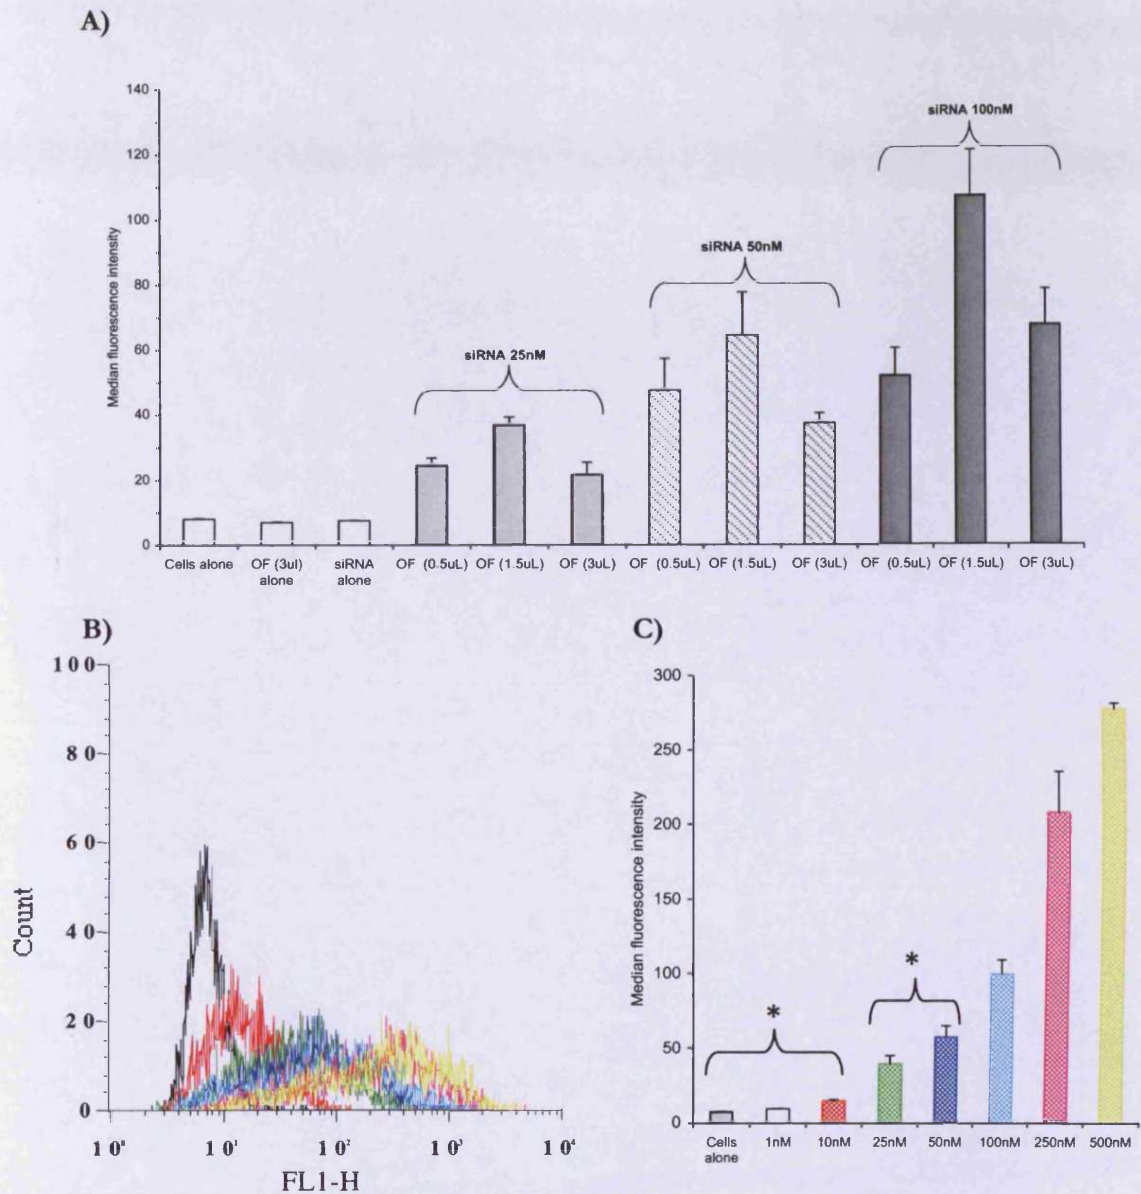 A)
140
120
100
80
60
40
20
0
Median fluorescence intensity
siRNA 25nM
siRNA 50nM
siRNA 100nM
Cells alone
OF (3ul) alone
siRNA alone
OF (0.5uL)
OF (1.5uL)
OF (3uL)
OF (0.5uL)
OF (1.5uL)
OF (3uL)
OF (0.5uL)
OF (1.5uL)
OF (3uL)
B)
100
80
60
40
20
0
Count
10⁰
10¹
10²
10³
10⁴
FL1-H
C)
300
250
200
150
100
50
0
Median fluorescence intensity
*
*
Cells alone
1nM
10nM
25nM
50nM
100nM
250nM
500nM